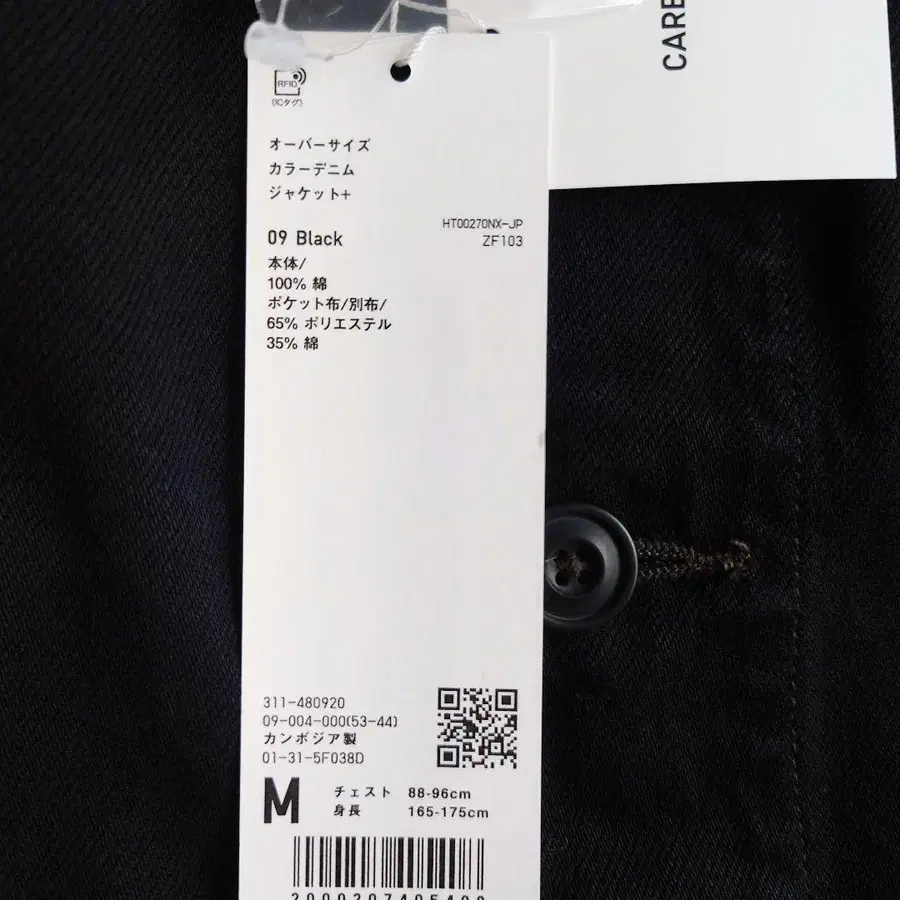 RFID
(ICタグ)
オーバーサイズ
カラーデニム
ジャケット+
HT00270NX-JP
09 Black
ZF103
本体/
100% 綿
ポケット布/別布/
65% ポリエステル
35% 綿
311-480920
09-004-000(53-44)
カンボジア製
01-31-5F038D
M
チェスト 88-96cm
身長 165-175cm